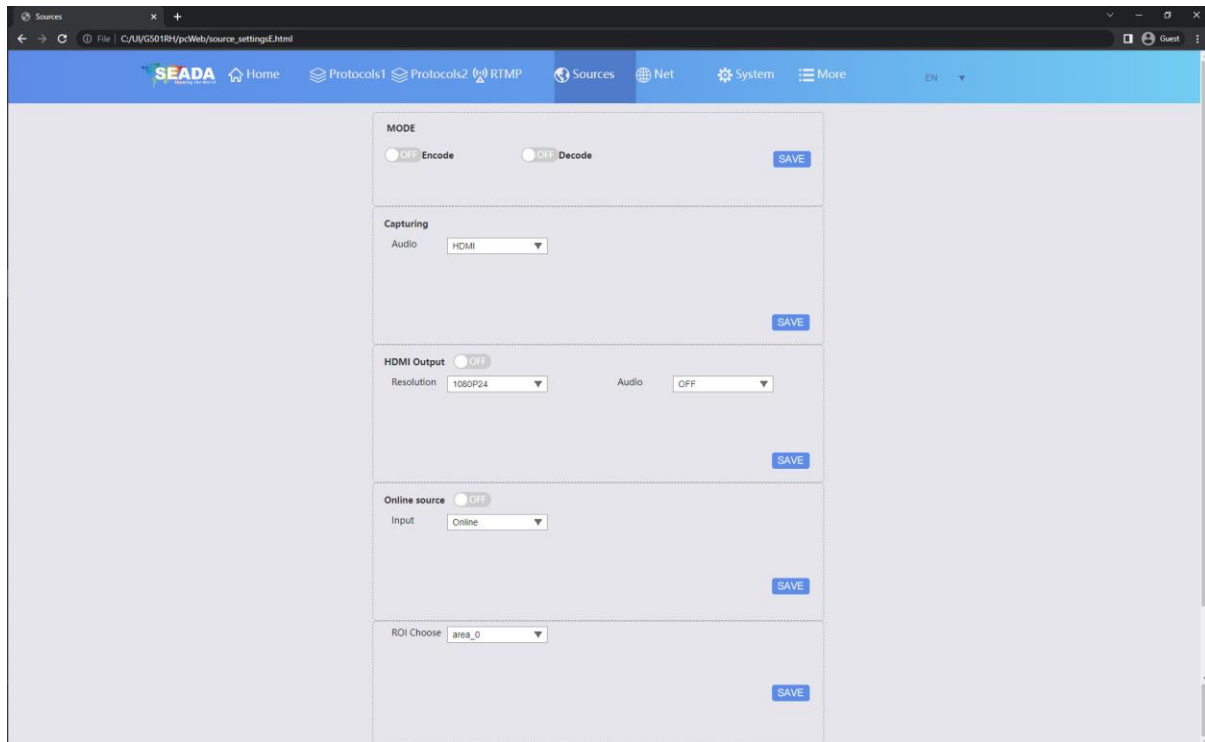 Sources
File C:/UI/G501RH/pcWeb/source_settingsE.html
Guest
SEADA
Home Protocols1 Protocols2 RTMP Sources Net System More EN
MODE
OFF Encode OFF Decode
SAVE
Capturing
Audio HDMI
SAVE
HDMI Output OFF
Resolution 1080P24 Audio OFF
SAVE
Online source OFF
Input Online
SAVE
ROI Choose area_0
SAVE